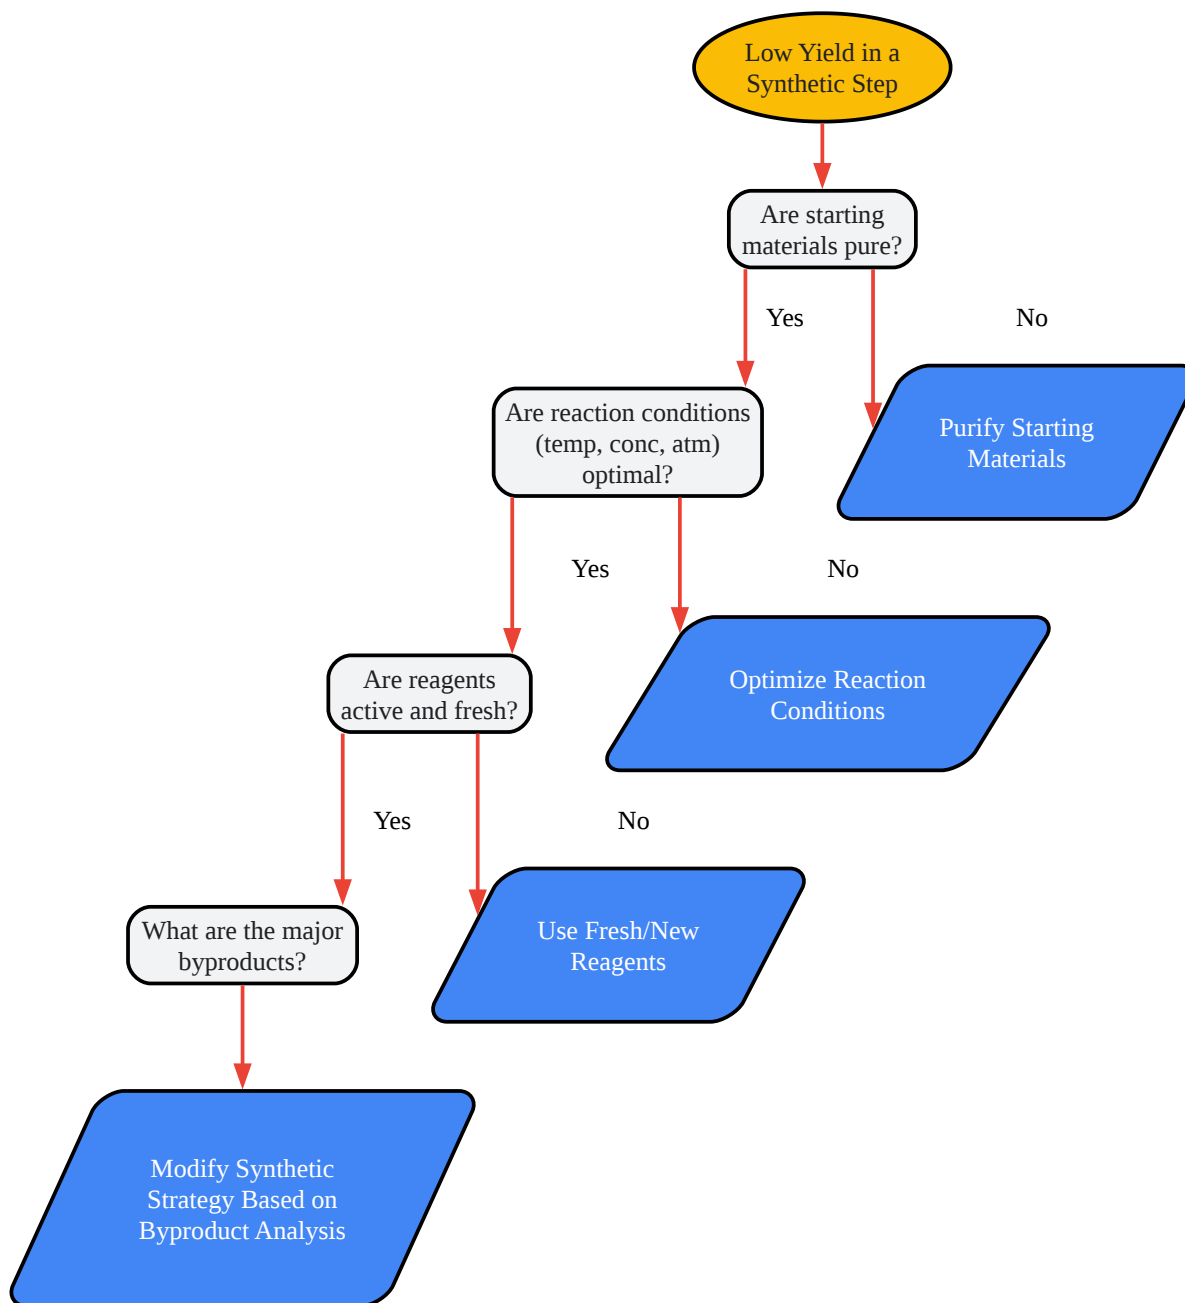 Low Yield in a
Synthetic Step
Are starting
materials pure?
Yes
No
Are reaction conditions
(temp, conc, atm)
optimal?
Purify Starting
Materials
Yes
No
Are reagents
active and fresh?
Optimize Reaction
Conditions
Yes
No
What are the major
byproducts?
Use Fresh/New
Reagents
Modify Synthetic
Strategy Based on
Byproduct Analysis